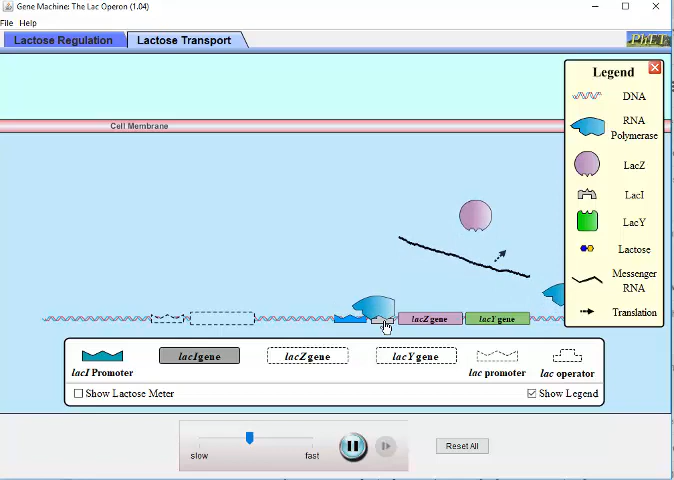 Gene Machine: The Lac Operon (1.04)
File Help
Lactose Regulation
Lactose Transport
PhET
Legend
DNA
RNA
Polymerase
LacZ
LacI
LacY
Lactose
Messenger
RNA
Translation
Cell Membrane
lacZ gene
lacY gene
lacI gene
lacZ gene
lacY gene
lacI Promoter
lac promoter
lac operator
Show Lactose Meter
Show Legend
slow
fast
Reset All